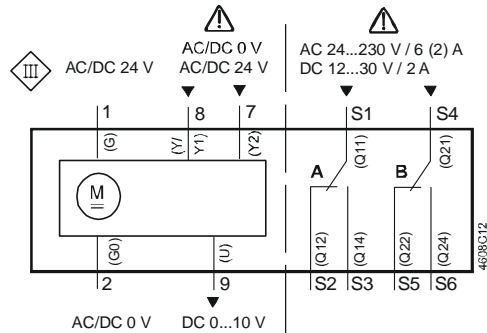 AC/DC 0 V
AC/DC 24 V
AC 24...230 V / 6 (2) A
DC 12...30 V / 2 A
III
AC/DC 24 V
1
8
7
S1
S4
(G)
(Y/
Y1)
(Y2)
(Q11)
(Q21)
A
B
M
(G0)
(U)
(Q12)
(Q14)
(Q22)
(Q24)
4608C12
2
9
S2
S3
S5
S6
AC/DC 0 V
DC 0...10 V